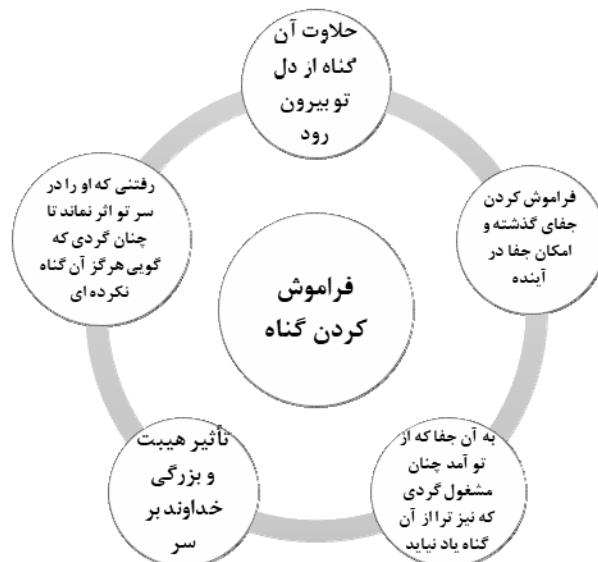 حلاوت آن
گناه از دل
تو بیرون
رود
فراموش کردن
جفای گذشته و
امکان جفا در
آینده
به آن جفا که از
تو آمد چنان
مشغول گردی
که نیز ترا از آن
گناه یاد نیاید
تأثیر هیبت
و بزرگی
خداوند بر
سر
رفتنی که او را در
سر تو اثر نماند تا
چنان گردی که
گویی هرگز آن گناه
نکرده ای
فراموش
کردن گناه